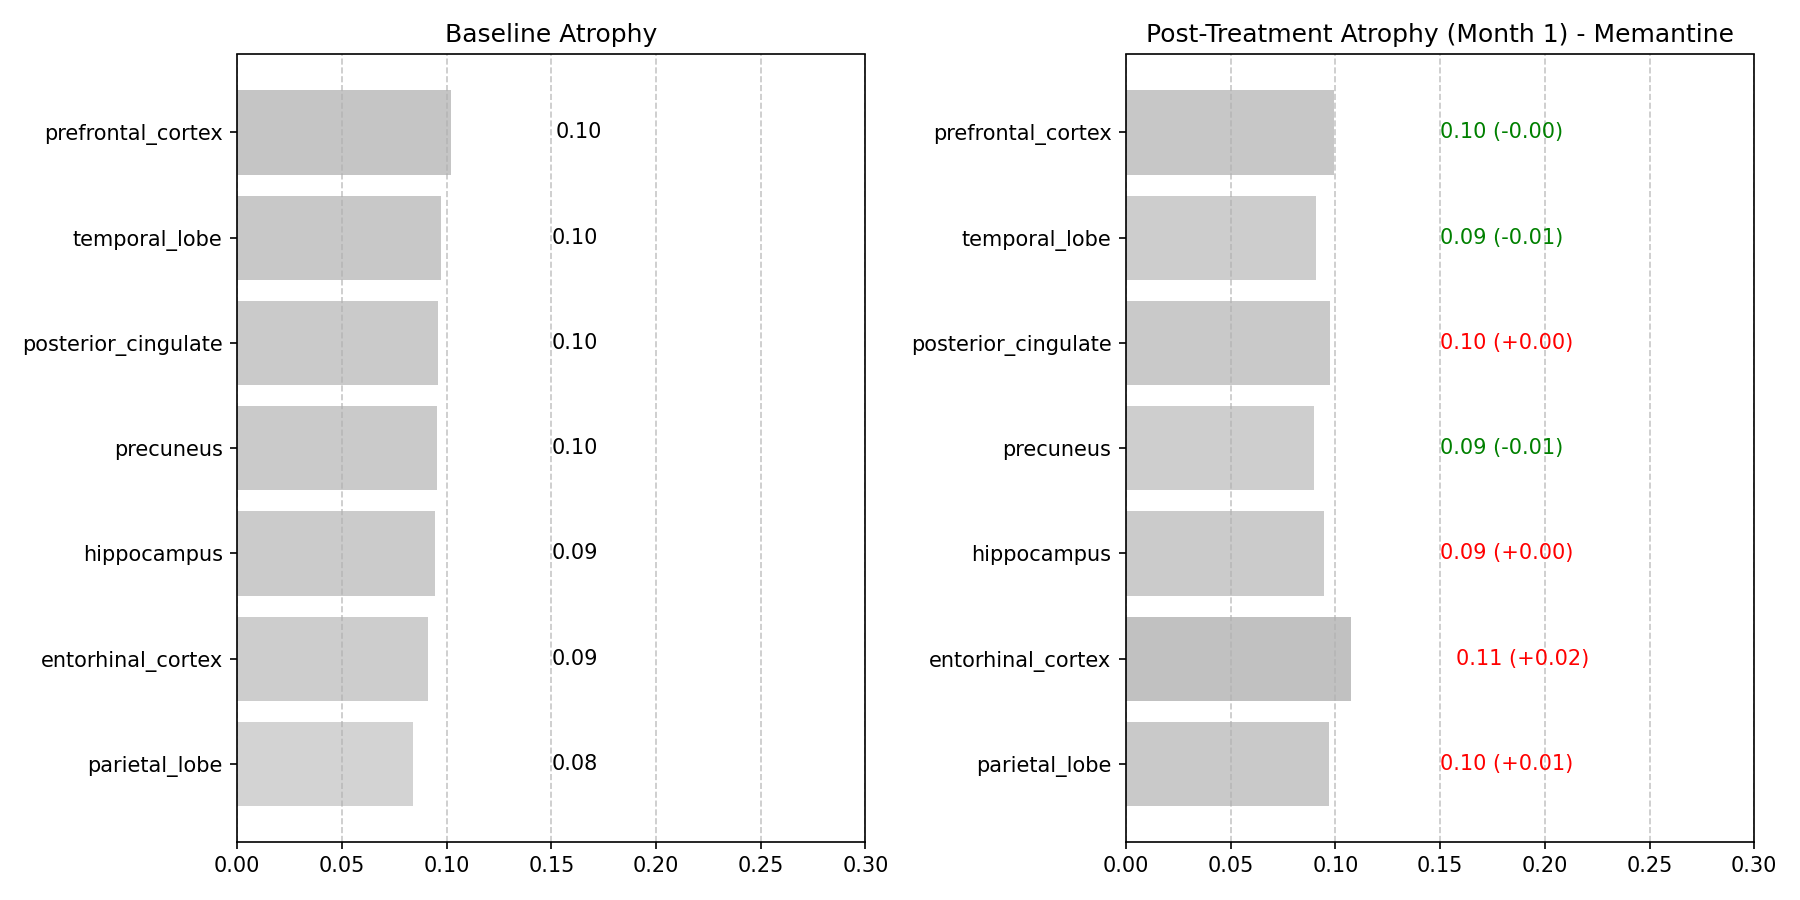 Baseline Atrophy
prefrontal_cortex 0.10
temporal_lobe 0.10
posterior_cingulate 0.10
precuneus 0.10
hippocampus 0.09
entorhinal_cortex 0.09
parietal_lobe 0.08
0.00 0.05 0.10 0.15 0.20 0.25 0.30
Post-Treatment Atrophy (Month 1) - Memantine
prefrontal_cortex 0.10 (-0.00)
temporal_lobe 0.09 (-0.01)
posterior_cingulate 0.10 (+0.00)
precuneus 0.09 (-0.01)
hippocampus 0.09 (+0.00)
entorhinal_cortex 0.11 (+0.02)
parietal_lobe 0.10 (+0.01)
0.00 0.05 0.10 0.15 0.20 0.25 0.30